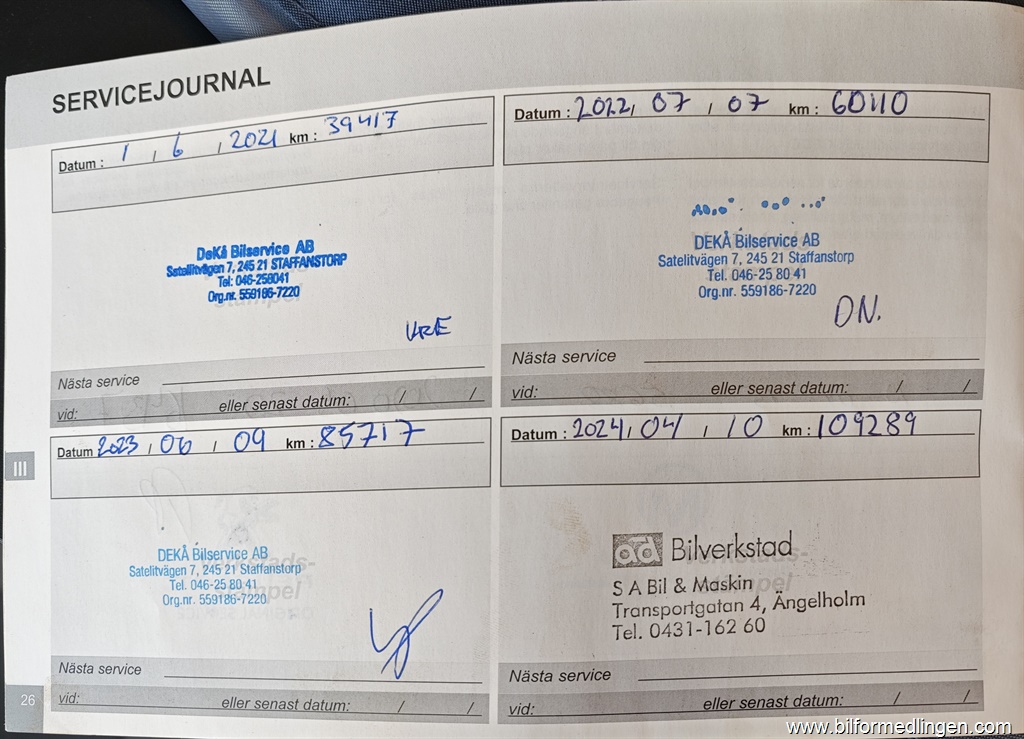 SERVICEJOURNAL
Datum : 1 , 6 , 2021 km : 39417
DeKå Bilservice AB
Satellitvägen 7, 245 21 STAFFANSTORP
Tel: 046-258041
Org.nr. 559186-7220
Nästa service
vid: eller senast datum: / /
Datum : 2022, 07 , 07 km : 60110
DEKÅ Bilservice AB
Satelitvägen 7, 245 21 Staffanstorp
Tel. 046-25 80 41
Org.nr. 559186-7220
DN.
Nästa service
vid: eller senast datum: / /
Datum 2023 , 06 , 09 km : 85717
DEKÅ Bilservice AB
Satelitvägen 7, 245 21 Staffanstorp
Tel. 046-25 80 41
Org.nr. 559186-7220
Nästa service
vid: eller senast datum: / /
Datum : 2024, 04 , 10 km : 109289
ad Bilverkstad
S A Bil & Maskin
Transportgatan 4, Ängelholm
Tel. 0431-162 60
Nästa service
vid: eller senast datum: / /
III
26
www.bilformedlingen.com